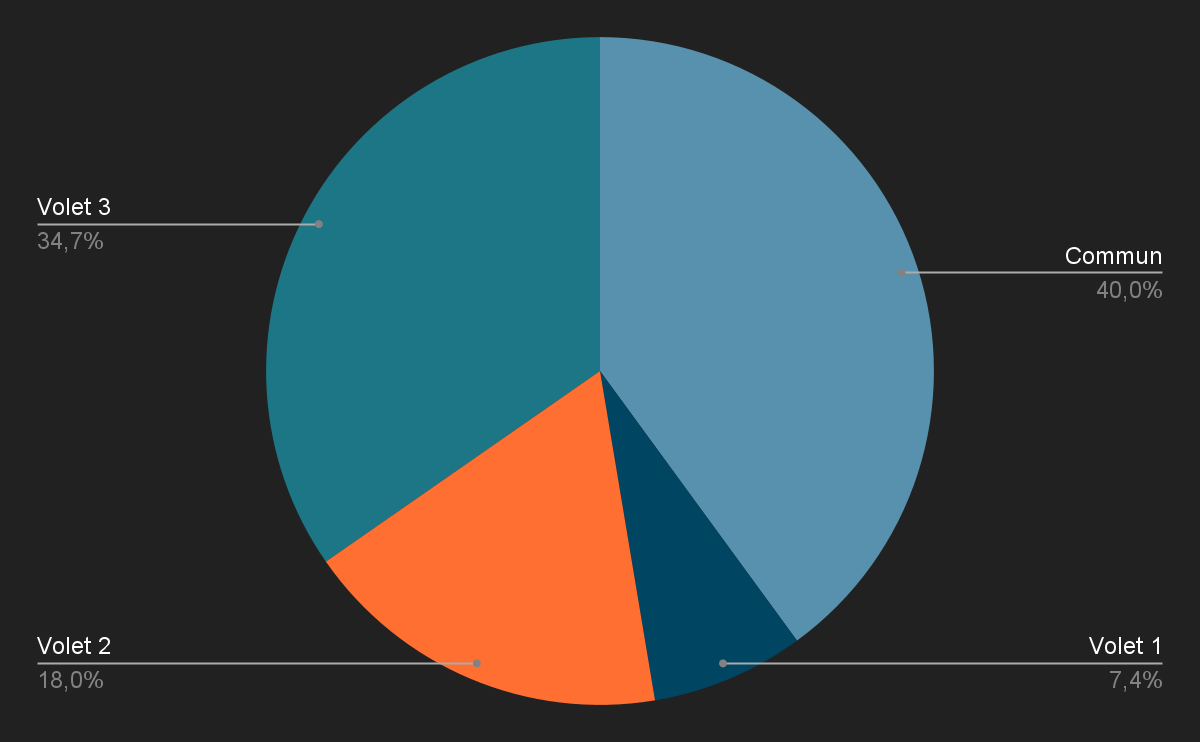 Volet 3
34,7%
Commun
40,0%
Volet 2
18,0%
Volet 1
7,4%